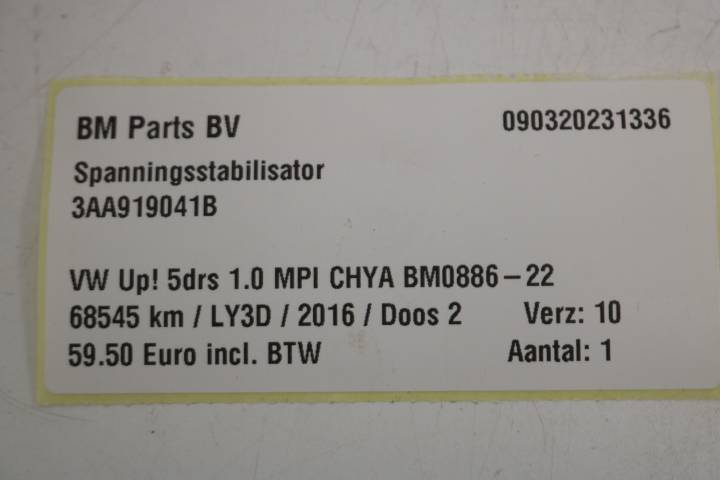 BM Parts BV 090320231336
Spanningsstabilisator
3AA919041B
VW Up! 5drs 1.0 MPI CHYA BM0886-22
68545 km / LY3D / 2016 / Doos 2 Verz: 10
59.50 Euro incl. BTW Aantal: 1